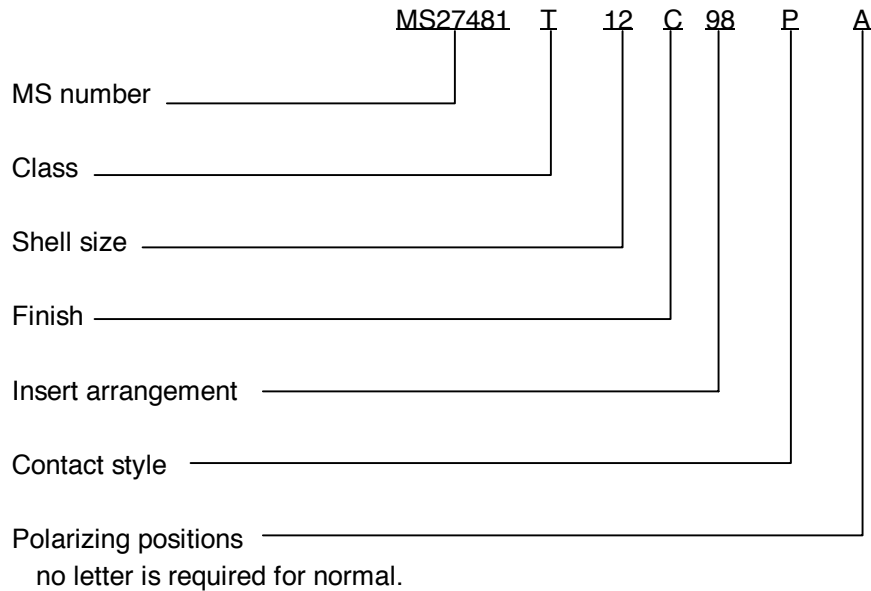 MS27481 T 12 C 98 P A
MS number
Class
Shell size
Finish
Insert arrangement
Contact style
Polarizing positions
no letter is required for normal.